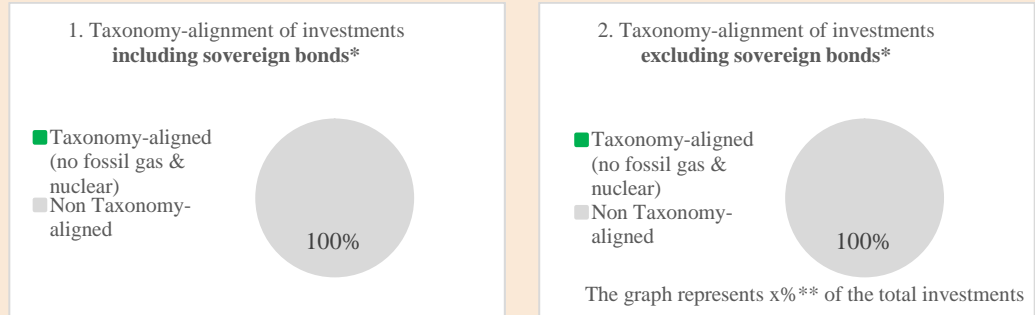 1. Taxonomy-alignment of investments
including sovereign bonds*
Taxonomy-aligned
(no fossil gas &
nuclear)
Non Taxonomy-
aligned
100%
2. Taxonomy-alignment of investments
excluding sovereign bonds*
Taxonomy-aligned
(no fossil gas &
nuclear)
Non Taxonomy-
aligned
100%
The graph represents x%** of the total investments